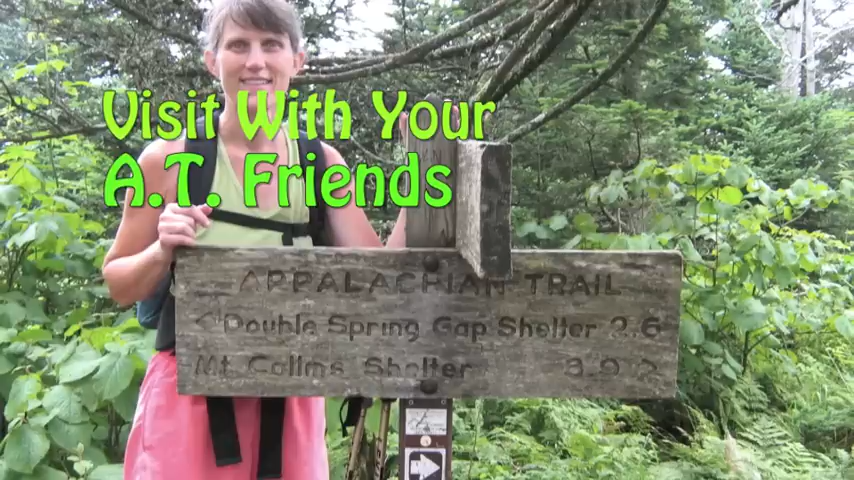 Visit With Your
A.T. Friends
APPALACHIAN TRAIL
Double Spring Gap Shelter 2.6
Mt Collins Shelter